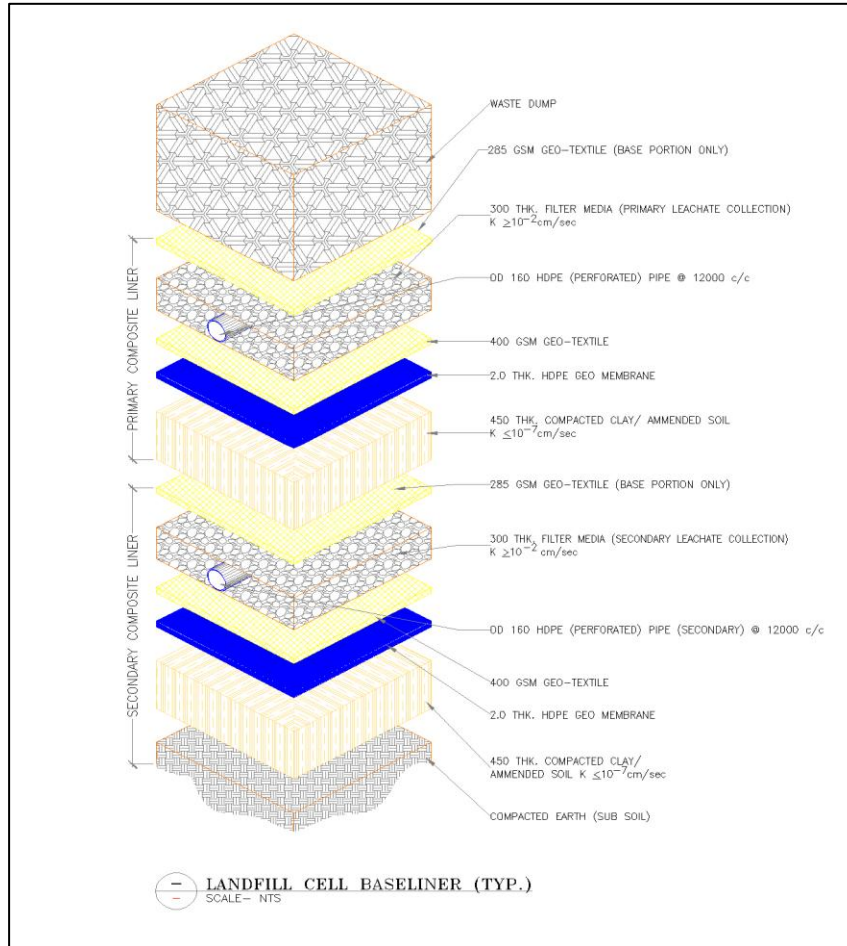 WASTE DUMP
285 GSM GEO-TEXTILE (BASE PORTION ONLY)
300 THK. FILTER MEDIA (PRIMARY LEACHATE COLLECTION)
K ≥10⁻²cm/sec
OD 160 HDPE (PERFORATED) PIPE @ 12000 c/c
400 GSM GEO-TEXTILE
2.0 THK. HDPE GEO MEMBRANE
450 THK. COMPACTED CLAY/ AMMENDED SOIL
K ≤10⁻⁷cm/sec
PRIMARY COMPOSITE LINER
285 GSM GEO-TEXTILE (BASE PORTION ONLY)
300 THK. FILTER MEDIA (SECONDARY LEACHATE COLLECTION)
K ≥10⁻² cm/sec
OD 160 HDPE (PERFORATED) PIPE (SECONDARY) @ 12000 c/c
400 GSM GEO-TEXTILE
2.0 THK. HDPE GEO MEMBRANE
450 THK. COMPACTED CLAY/
AMMENDED SOIL K ≤10⁻⁷cm/sec
SECONDARY COMPOSITE LINER
COMPACTED EARTH (SUB SOIL)
LANDFILL CELL BASELINER (TYP.)
SCALE- NTS